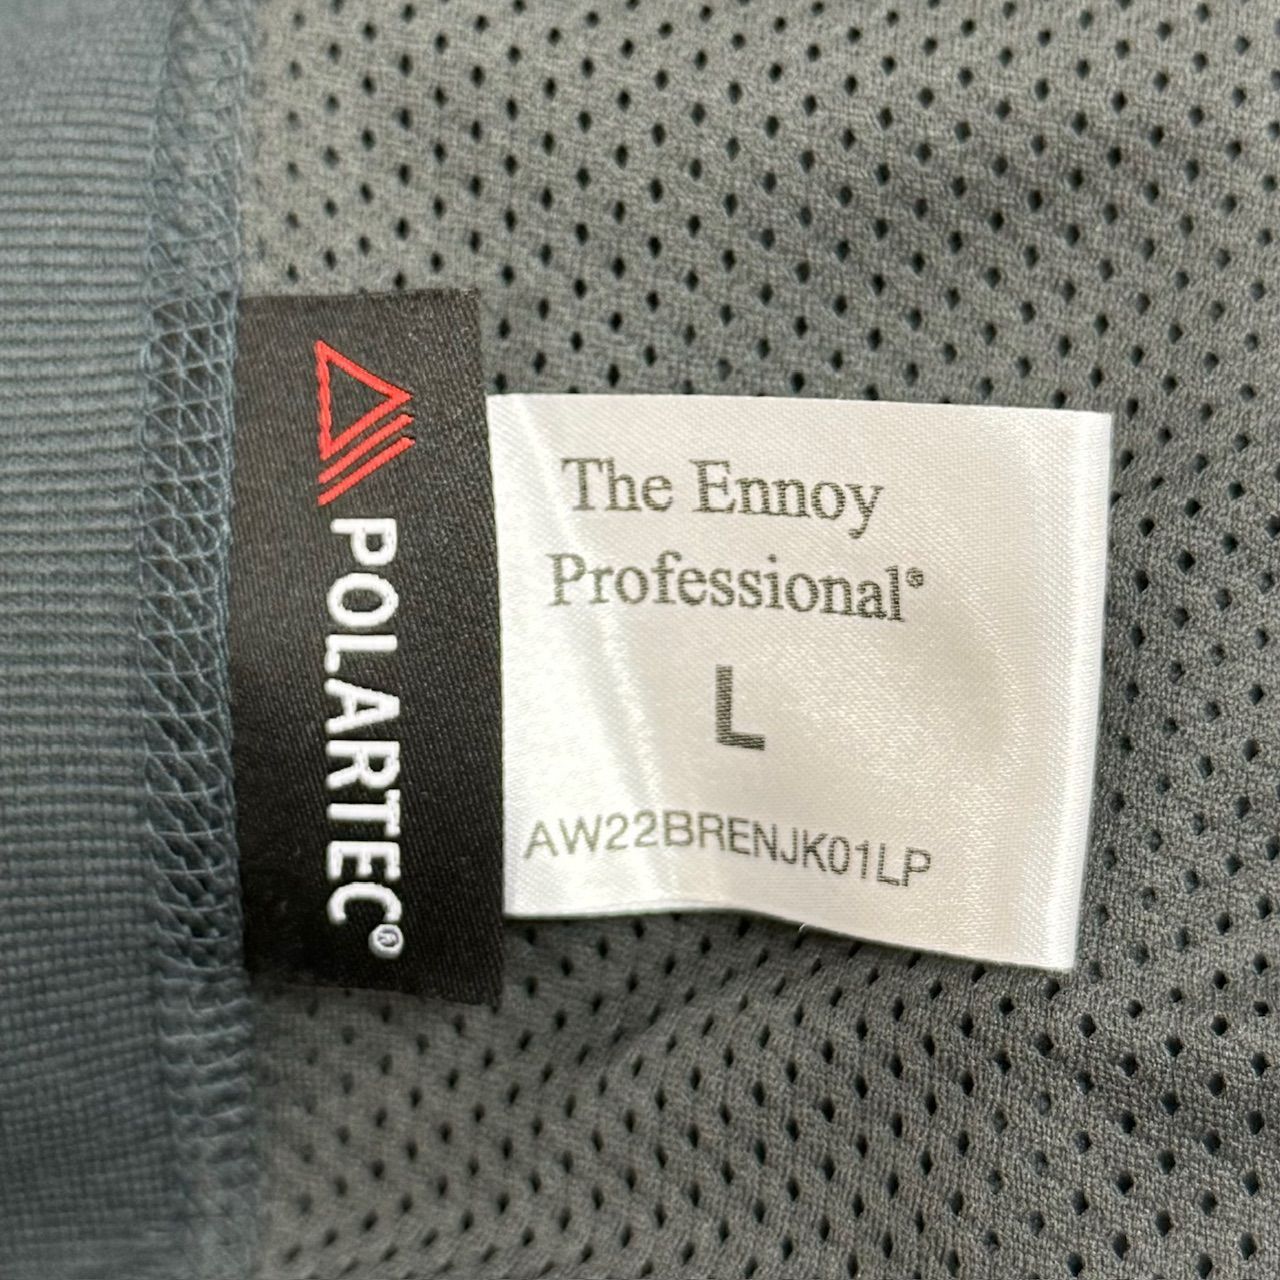 POLARTEC®
The Ennoy
Professional®
L
AW22BRENJK01LP